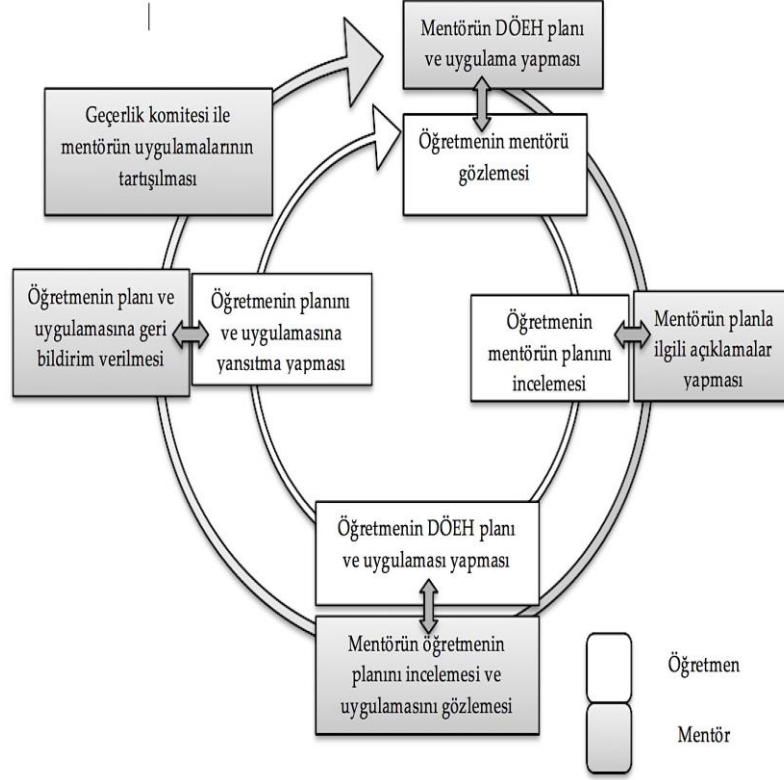 Mentörün DÖEH planı
ve uygulama yapması
Öğretmenin mentörü
gözlemesi
Geçerlik komitesi ile
mentörün uygulamalarının
tartışılması
Öğretmenin planı ve
uygulamasına geri
bildirim verilmesi
Öğretmenin planını
ve uygulamasına
yansıtma yapması
Öğretmenin
mentörün planını
incelemesi
Mentörün planla
ilgili açıklamalar
yapması
Öğretmenin DÖEH planı
ve uygulaması yapması
Mentörün öğretmenin
planını incelemesi ve
uygulamasını gözlemesi
Öğretmen
Mentör